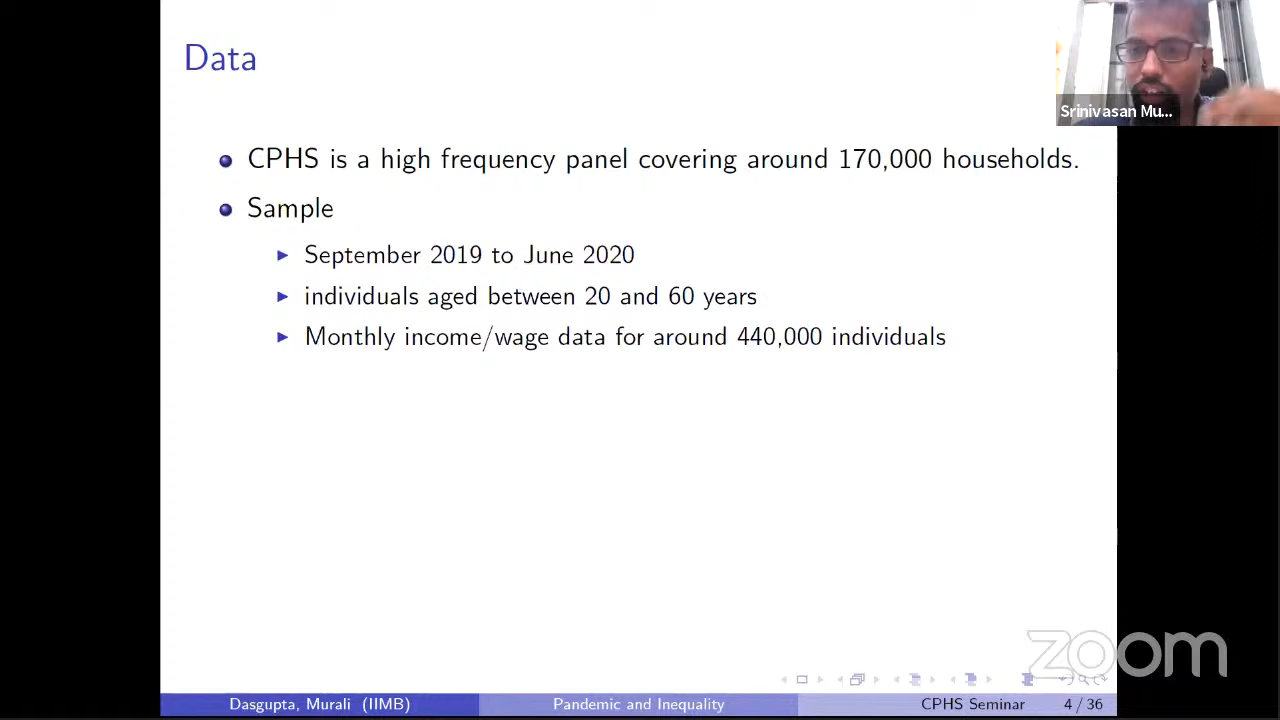 Data
Srinivasan Mu...
CPHS is a high frequency panel covering around 170,000 households.
Sample
September 2019 to June 2020
individuals aged between 20 and 60 years
Monthly income/wage data for around 440,000 individuals
zoom
Dasgupta, Murali (IIMB) Pandemic and Inequality CPHS Seminar 4 / 36